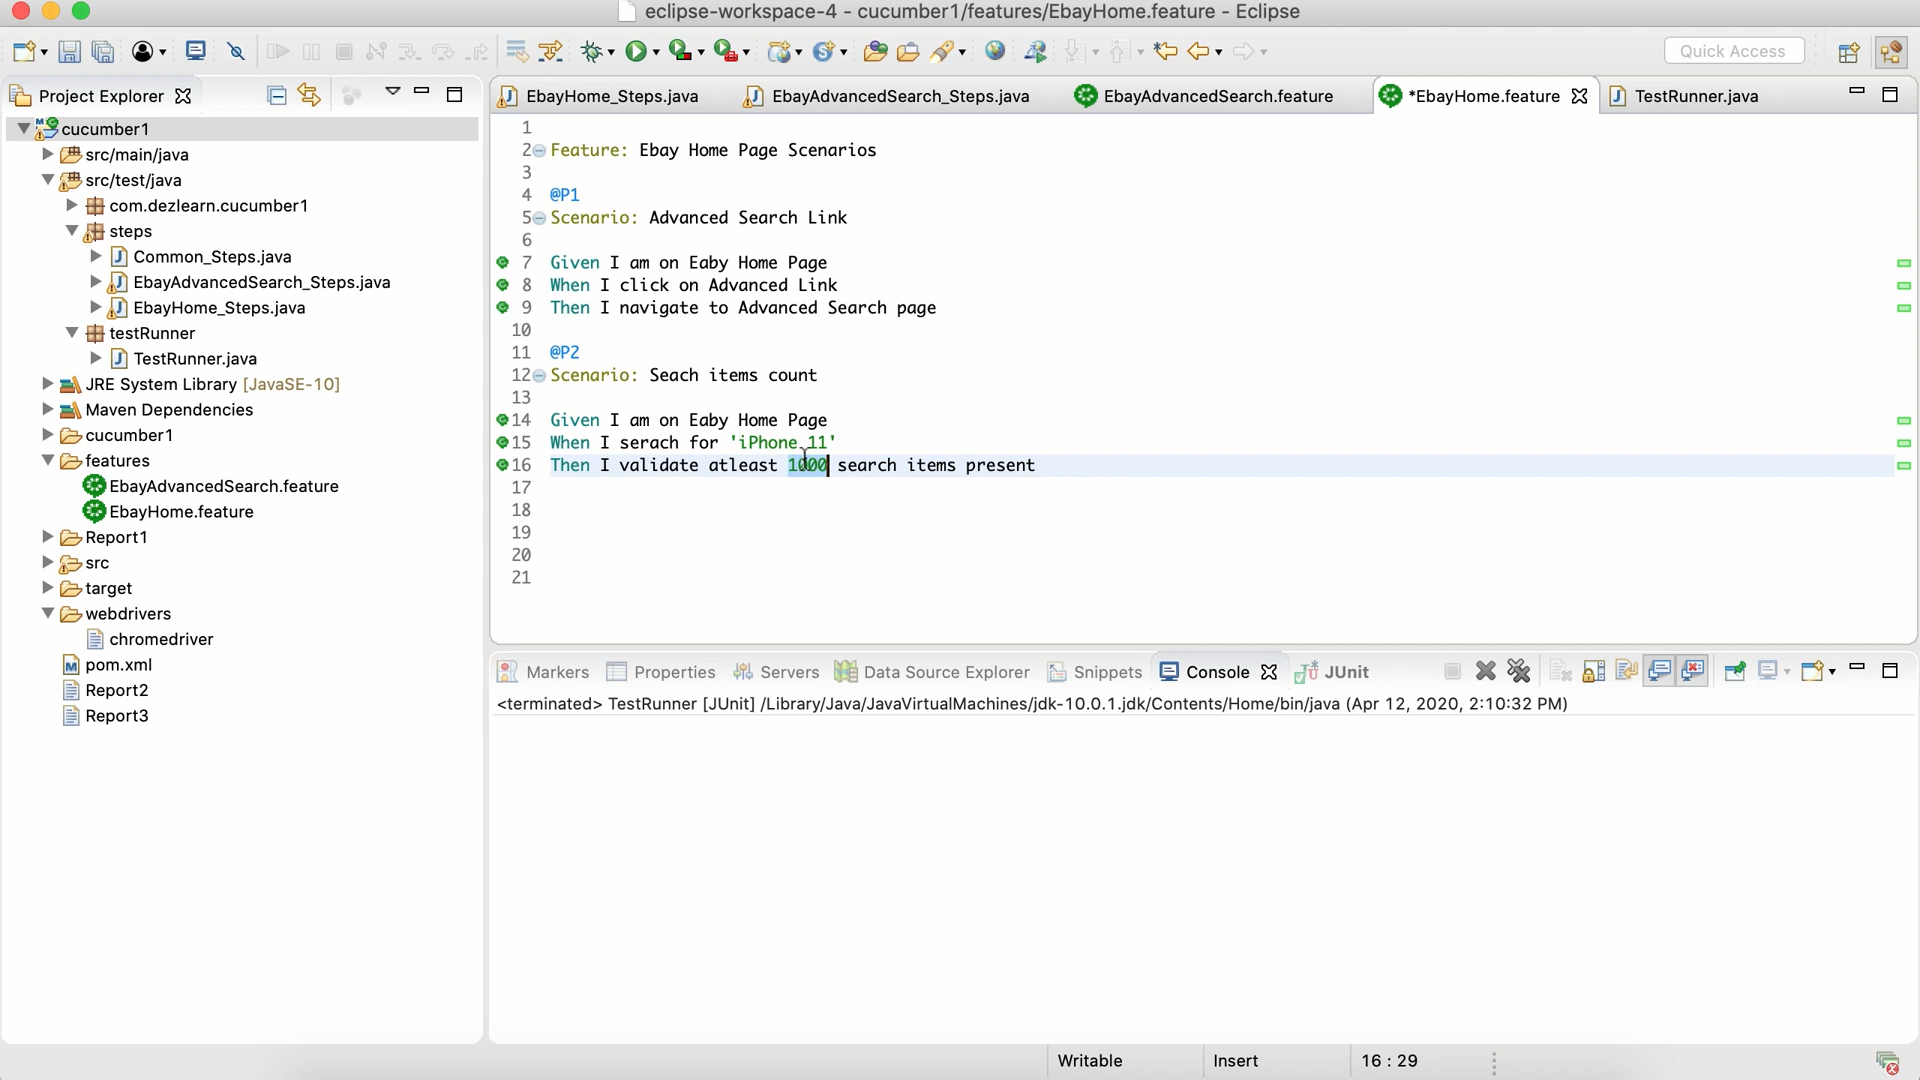 eclipse-workspace-4 - cucumber1/features/EbayHome.feature - Eclipse
Quick Access
Project Explorer
cucumber1
src/main/java
src/test/java
com.dezlearn.cucumber1
steps
Common_Steps.java
EbayAdvancedSearch_Steps.java
EbayHome_Steps.java
testRunner
TestRunner.java
JRE System Library [JavaSE-10]
Maven Dependencies
cucumber1
features
EbayAdvancedSearch.feature
EbayHome.feature
Report1
src
target
webdrivers
chromedriver
pom.xml
Report2
Report3
EbayHome_Steps.java EbayAdvancedSearch_Steps.java EbayAdvancedSearch.feature *EbayHome.feature TestRunner.java
1
2 Feature: Ebay Home Page Scenarios
3
4 @P1
5 Scenario: Advanced Search Link
6
7 Given I am on Eaby Home Page
8 When I click on Advanced Link
9 Then I navigate to Advanced Search page
10
11 @P2
12 Scenario: Seach items count
13
14 Given I am on Eaby Home Page
15 When I serach for 'iPhone 11'
16 Then I validate atleast 1000 search items present
17
18
19
20
21
Markers Properties Servers Data Source Explorer Snippets Console JUnit
<terminated> TestRunner [JUnit] /Library/Java/JavaVirtualMachines/jdk-10.0.1.jdk/Contents/Home/bin/java (Apr 12, 2020, 2:10:32 PM)
Writable Insert 16 : 29